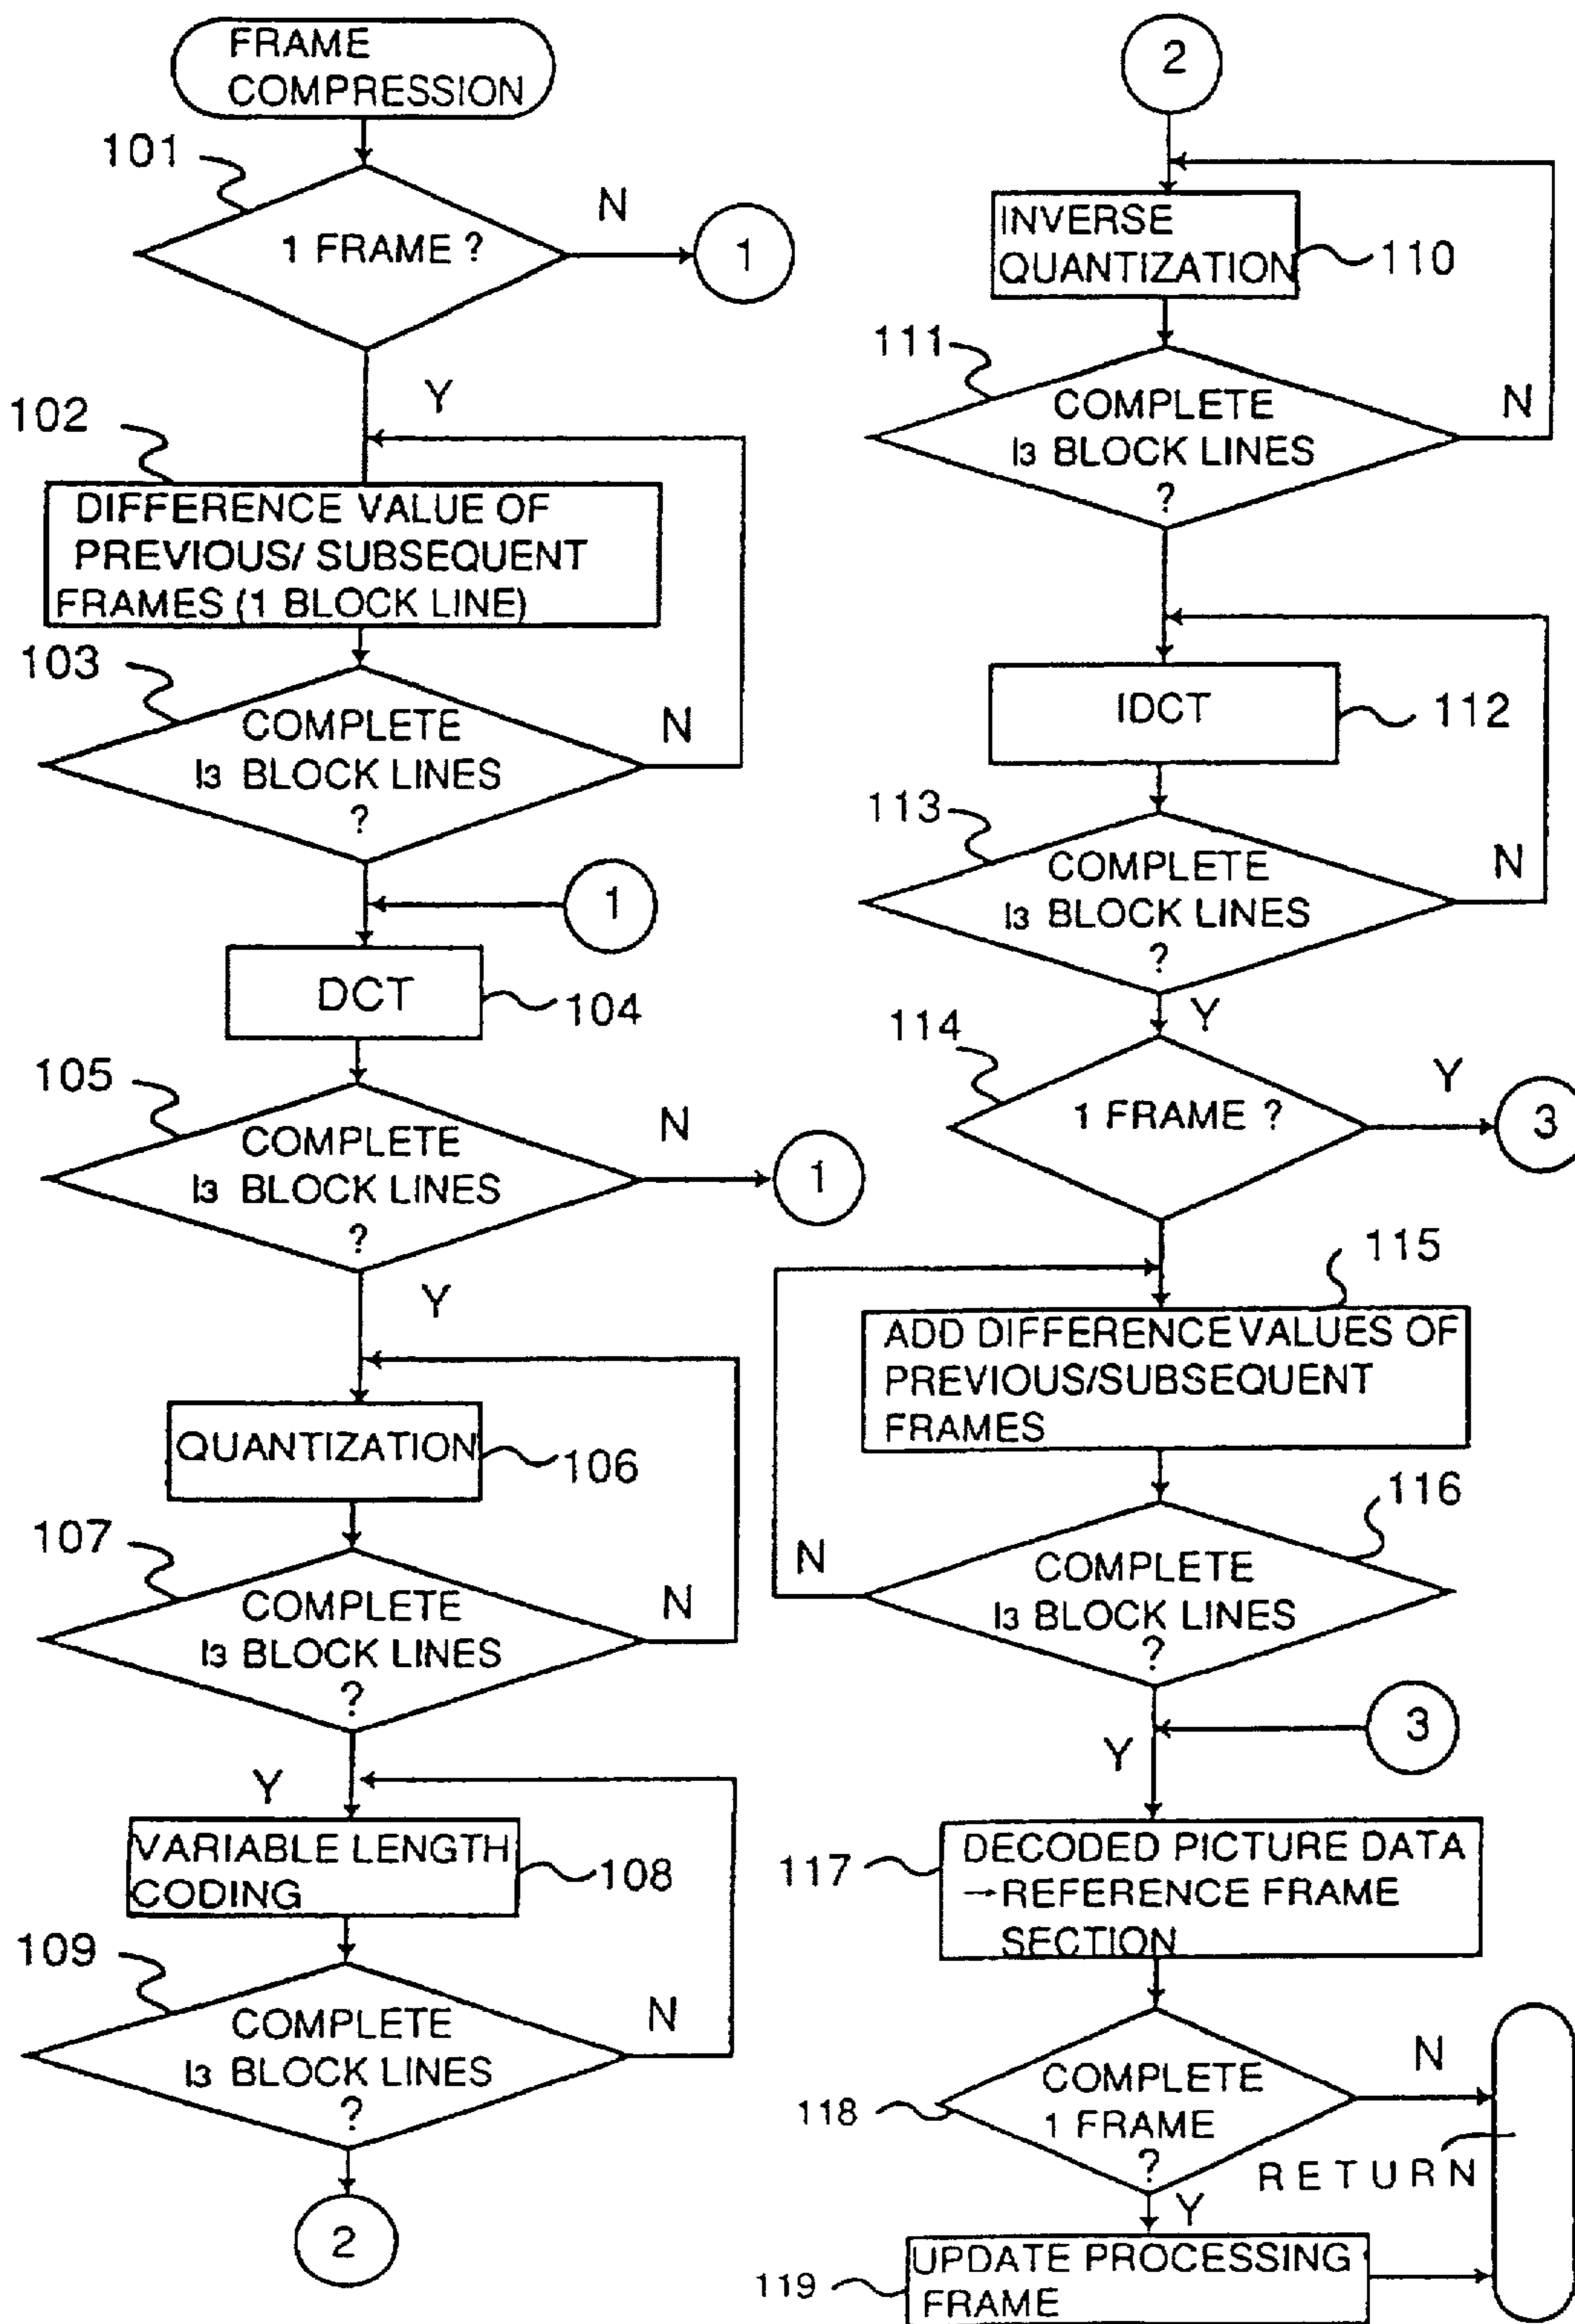 FRAME
COMPRESSION
101
1 FRAME ?
N
1
Y
102
DIFFERENCE VALUE OF
PREVIOUS/ SUBSEQUENT
FRAMES (1 BLOCK LINE)
103
COMPLETE
l3 BLOCK LINES
?
N
1
DCT
104
105
COMPLETE
l3 BLOCK LINES
?
N
1
Y
QUANTIZATION
106
107
COMPLETE
l3 BLOCK LINES
?
N
Y
VARIABLE LENGTH
CODING
108
109
COMPLETE
l3 BLOCK LINES
?
N
2
2
INVERSE
QUANTIZATION
110
111
COMPLETE
l3 BLOCK LINES
?
N
IDCT
112
113
COMPLETE
l3 BLOCK LINES
?
N
Y
114
1 FRAME ?
Y
3
115
ADD DIFFERENCE VALUES OF
PREVIOUS/SUBSEQUENT
FRAMES
116
COMPLETE
l3 BLOCK LINES
?
N
3
Y
117
DECODED PICTURE DATA
→REFERENCE FRAME
SECTION
118
COMPLETE
1 FRAME
?
N
RETURN
Y
119
UPDATE PROCESSING
FRAME